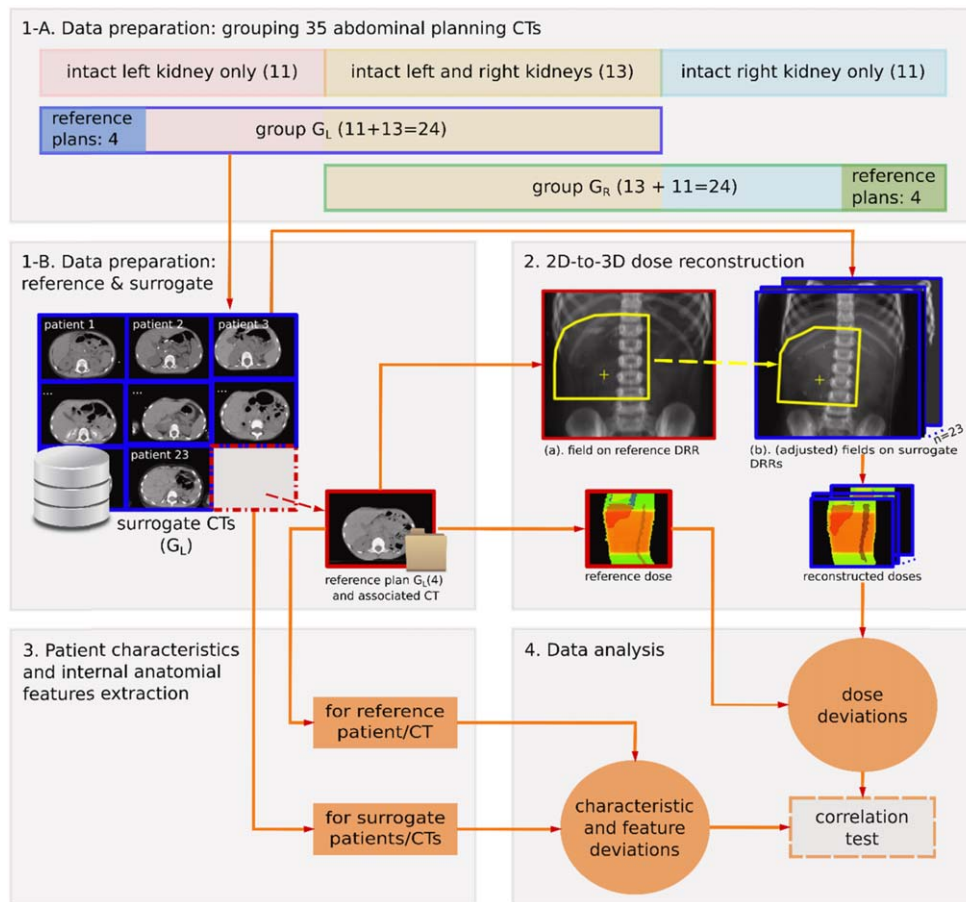 1-A. Data preparation: grouping 35 abdominal planning CTs
intact left kidney only (11)
intact left and right kidneys (13)
intact right kidney only (11)
reference
plans: 4
group GL (11+13=24)
group GR (13 + 11=24)
reference
plans: 4
1-B. Data preparation:
reference & surrogate
patient 1
patient 2
patient 3
...
...
patient 23
surrogate CTs
(GL)
reference plan GL(4)
and associated CT
2. 2D-to-3D dose reconstruction
(a). field on reference DRR
(b). (adjusted) fields on surrogate
DRRs
n=23
reference dose
reconstructed doses
3. Patient characteristics
and internal anatomial
features extraction
for reference
patient/CT
for surrogate
patients/CTs
4. Data analysis
dose
deviations
characteristic
and feature
deviations
correlation
test